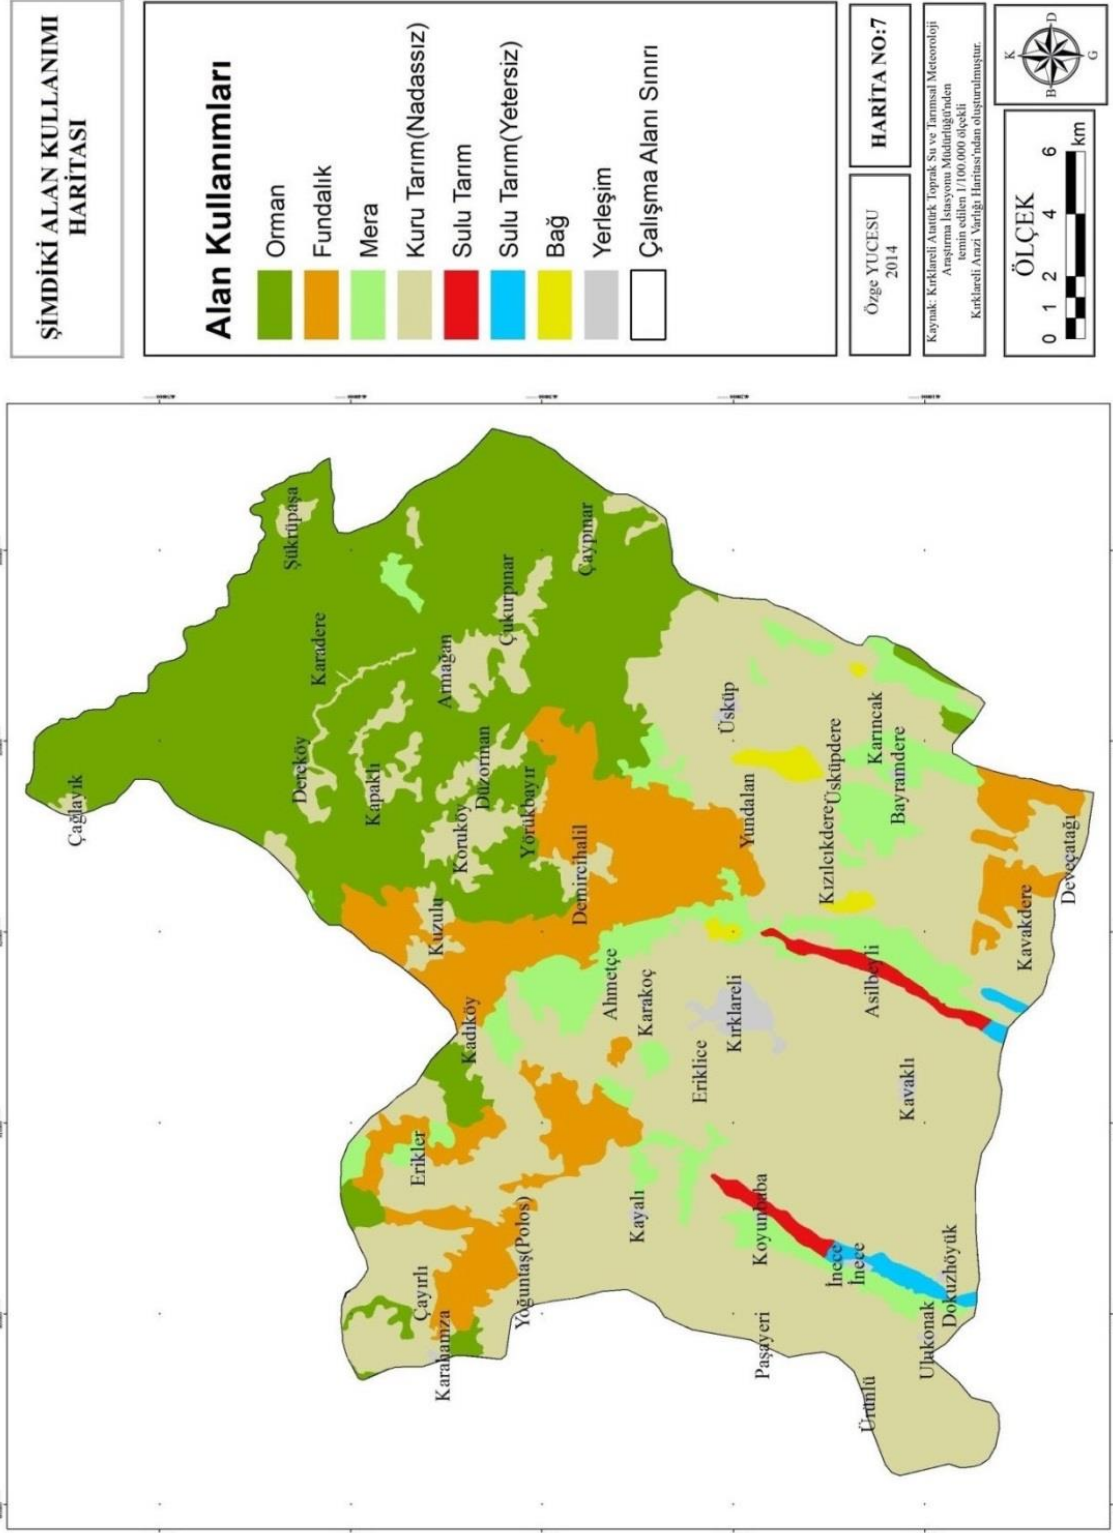 ŞİMDİKİ ALAN KULLANIMI
HARİTASI
Alan Kullanımları
Orman
Fundalık
Mera
Kuru Tarım(Nadassız)
Sulu Tarım
Sulu Tarım(Yetersiz)
Bağ
Yerleşim
Çalışma Alanı Sınırı
Özge YUCESU
2014
HARİTA NO:7
Kaynak: Kırklareli Atatürk Toprak Su ve Tarımsal Meteoroloji
Araştırma İstasyonu Müdürlüğü'nden
temin edilen 1/100.000 ölçekli
Kırklareli Arazi Varlığı Haritası'ndan oluşturulmuştur.
ÖLÇEK
0 1 2 4 6
km
K
B
D
G
Çağlayık
Şükrüpaşa
Karadere
Dereköy
Kapaklı
Armağan
Çukurpınar
Çaypınar
Kuzulu
Koruköy
Düzorman
Yörükbayır
Demircihalil
Kadıköy
Erikler
Çayırlı
Karahamza
Yoğuntaş(Polos)
Ahmetçe
Karakoç
Kayalı
Eriklice
Kırklareli
Yundalan
Üsküp
Kızılcıkdere
Üsküpdere
Karıncak
Bayramdere
Paşayeri
Koyunbaba
İnece
İnece
Asilbeyli
Kavaklı
Ürünlü
Ulukonak
Dokuzhöyük
Kavakdere
Deveçatağı